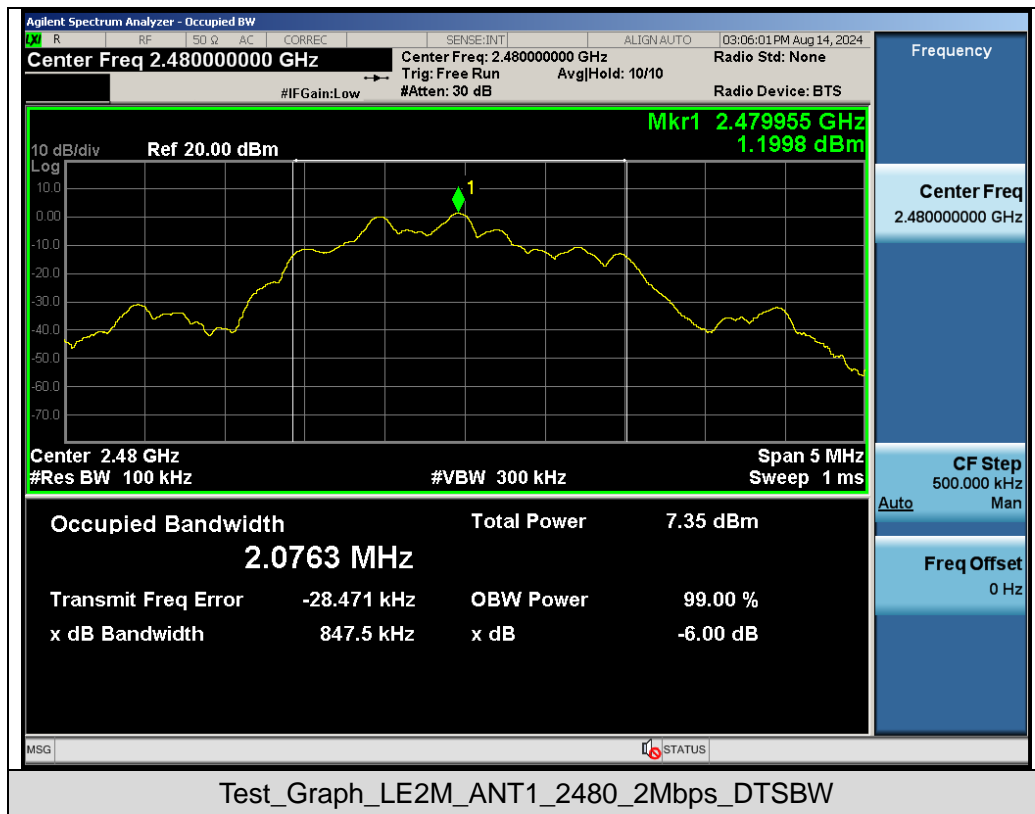 Agilent Spectrum Analyzer - Occupied BW
LXI R RF 50 Ω AC CORREC SENSE:INT ALIGN AUTO 03:06:01 PM Aug 14, 2024
Center Freq 2.480000000 GHz Center Freq: 2.480000000 GHz Radio Std: None
Trig: Free Run Avg|Hold: 10/10
#IFGain:Low #Atten: 30 dB Radio Device: BTS
Frequency
Mkr1 2.479955 GHz
1.1998 dBm
10 dB/div Ref 20.00 dBm
Log
10.0
0.00
-10.0
-20.0
-30.0
-40.0
-50.0
-60.0
-70.0
1
Center 2.48 GHz Span 5 MHz
#Res BW 100 kHz #VBW 300 kHz Sweep 1 ms
Center Freq
2.480000000 GHz
CF Step
500.000 kHz
Auto Man
Freq Offset
0 Hz
Occupied Bandwidth Total Power 7.35 dBm
2.0763 MHz
Transmit Freq Error -28.471 kHz OBW Power 99.00 %
x dB Bandwidth 847.5 kHz x dB -6.00 dB
MSG STATUS
Test_Graph_LE2M_ANT1_2480_2Mbps_DTSBW